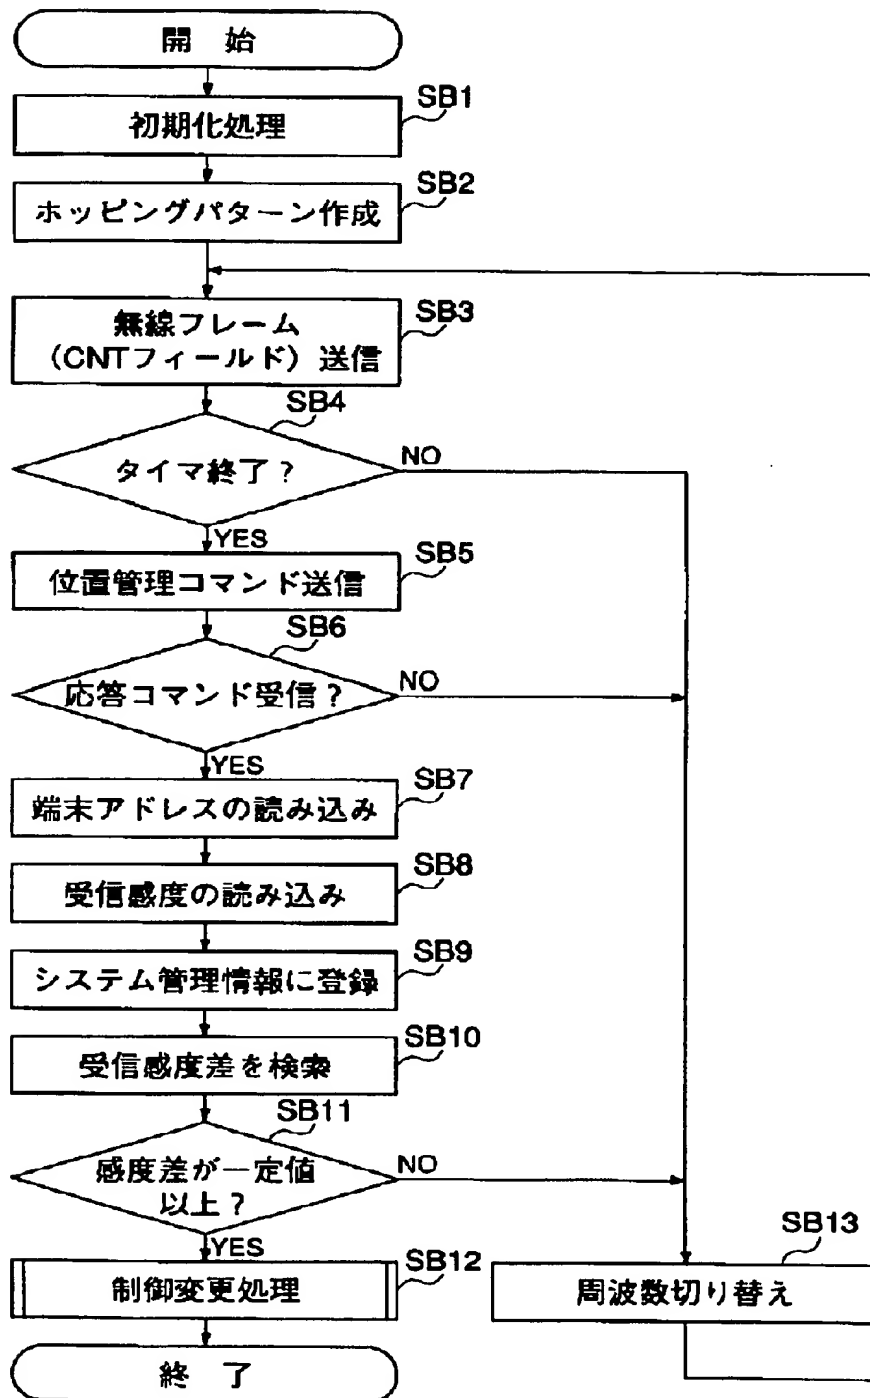 開 始
SB1
初期化処理
SB2
ホッピングパターン作成
SB3
無線フレーム
(CNTフィールド) 送信
SB4
タイマ終了?
NO
YES
SB5
位置管理コマンド送信
SB6
応答コマンド受信?
NO
YES
SB7
端末アドレスの読み込み
SB8
受信感度の読み込み
SB9
システム管理情報に登録
SB10
受信感度差を検索
SB11
感度差が一定値
以上?
NO
YES
SB12
制御変更処理
SB13
周波数切り替え
終 了